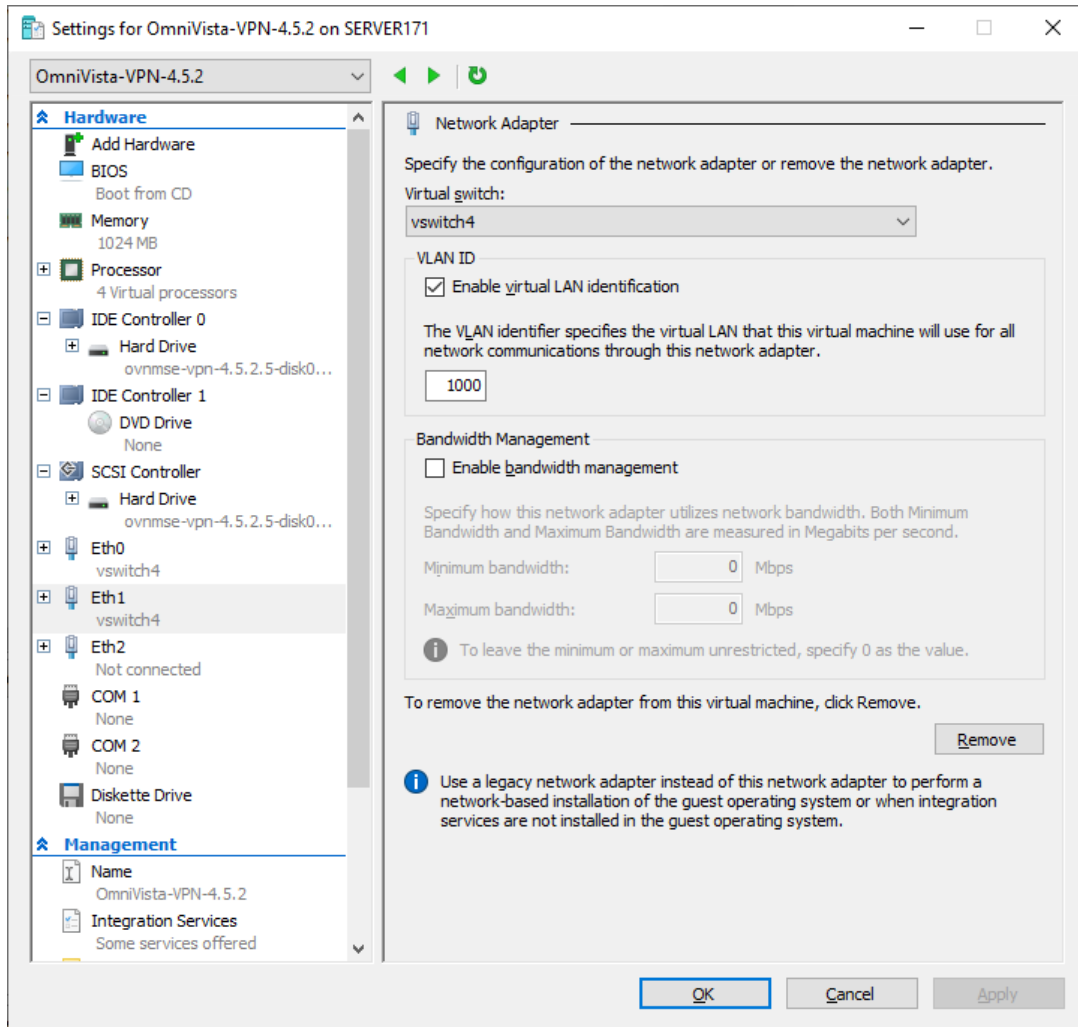 Settings for OmniVista-VPN-4.5.2 on SERVER171
OmniVista-VPN-4.5.2
Hardware
Add Hardware
BIOS
Boot from CD
Memory
1024 MB
Processor
4 Virtual processors
IDE Controller 0
Hard Drive
ovnmse-vpn-4.5.2.5-disk0...
IDE Controller 1
DVD Drive
None
SCSI Controller
Hard Drive
ovnmse-vpn-4.5.2.5-disk0...
Eth0
vswitch4
Eth1
vswitch4
Eth2
Not connected
COM 1
None
COM 2
None
Diskette Drive
None
Management
Name
OmniVista-VPN-4.5.2
Integration Services
Some services offered
Network Adapter
Specify the configuration of the network adapter or remove the network adapter.
Virtual switch:
vswitch4
VLAN ID
Enable virtual LAN identification
The VLAN identifier specifies the virtual LAN that this virtual machine will use for all
network communications through this network adapter.
1000
Bandwidth Management
Enable bandwidth management
Specify how this network adapter utilizes network bandwidth. Both Minimum
Bandwidth and Maximum Bandwidth are measured in Megabits per second.
Minimum bandwidth: 0 Mbps
Maximum bandwidth: 0 Mbps
To leave the minimum or maximum unrestricted, specify 0 as the value.
To remove the network adapter from this virtual machine, click Remove.
Remove
Use a legacy network adapter instead of this network adapter to perform a
network-based installation of the guest operating system or when integration
services are not installed in the guest operating system.
OK Cancel Apply